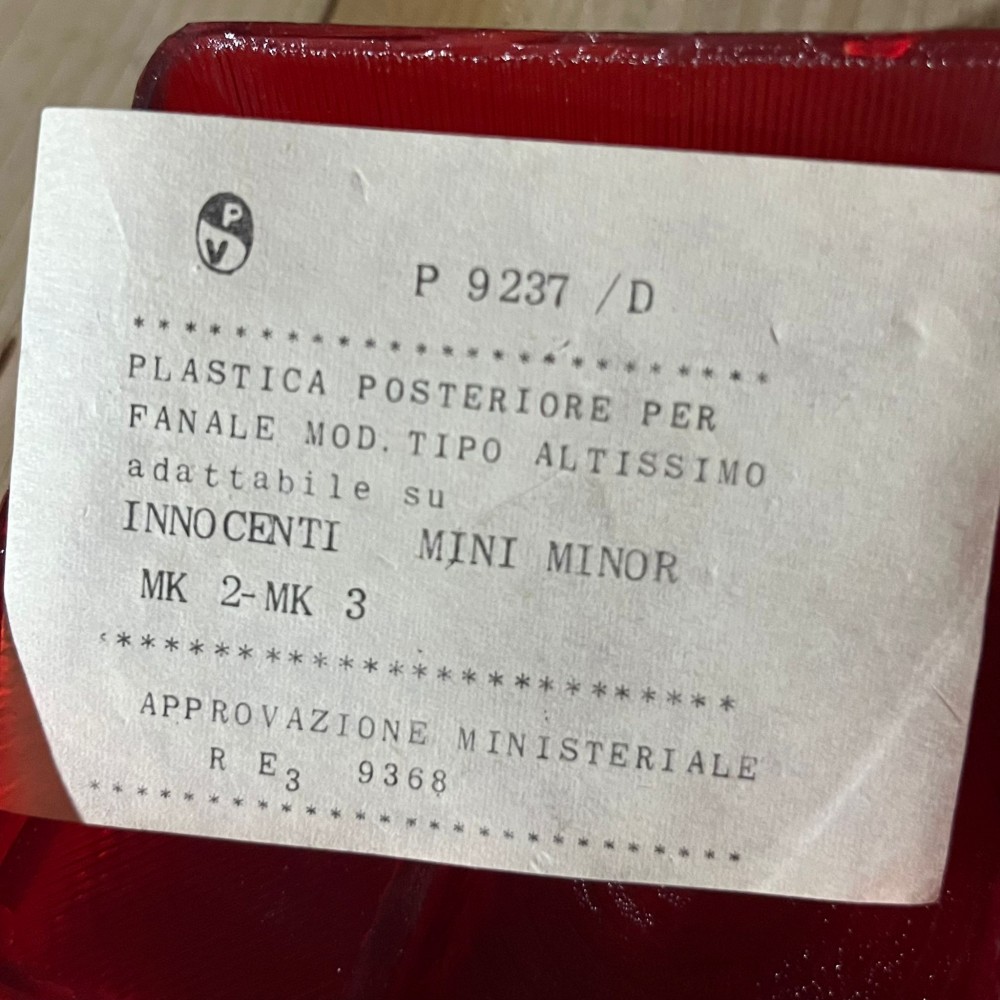 P
V
P 9237 /D
**************************
PLASTICA POSTERIORE PER
FANALE MOD. TIPO ALTISSIMO
adattabile su
INNOCENTI MINI MINOR
MK 2-MK 3
**************************
APPROVAZIONE MINISTERIALE
R E3 9368
***************************